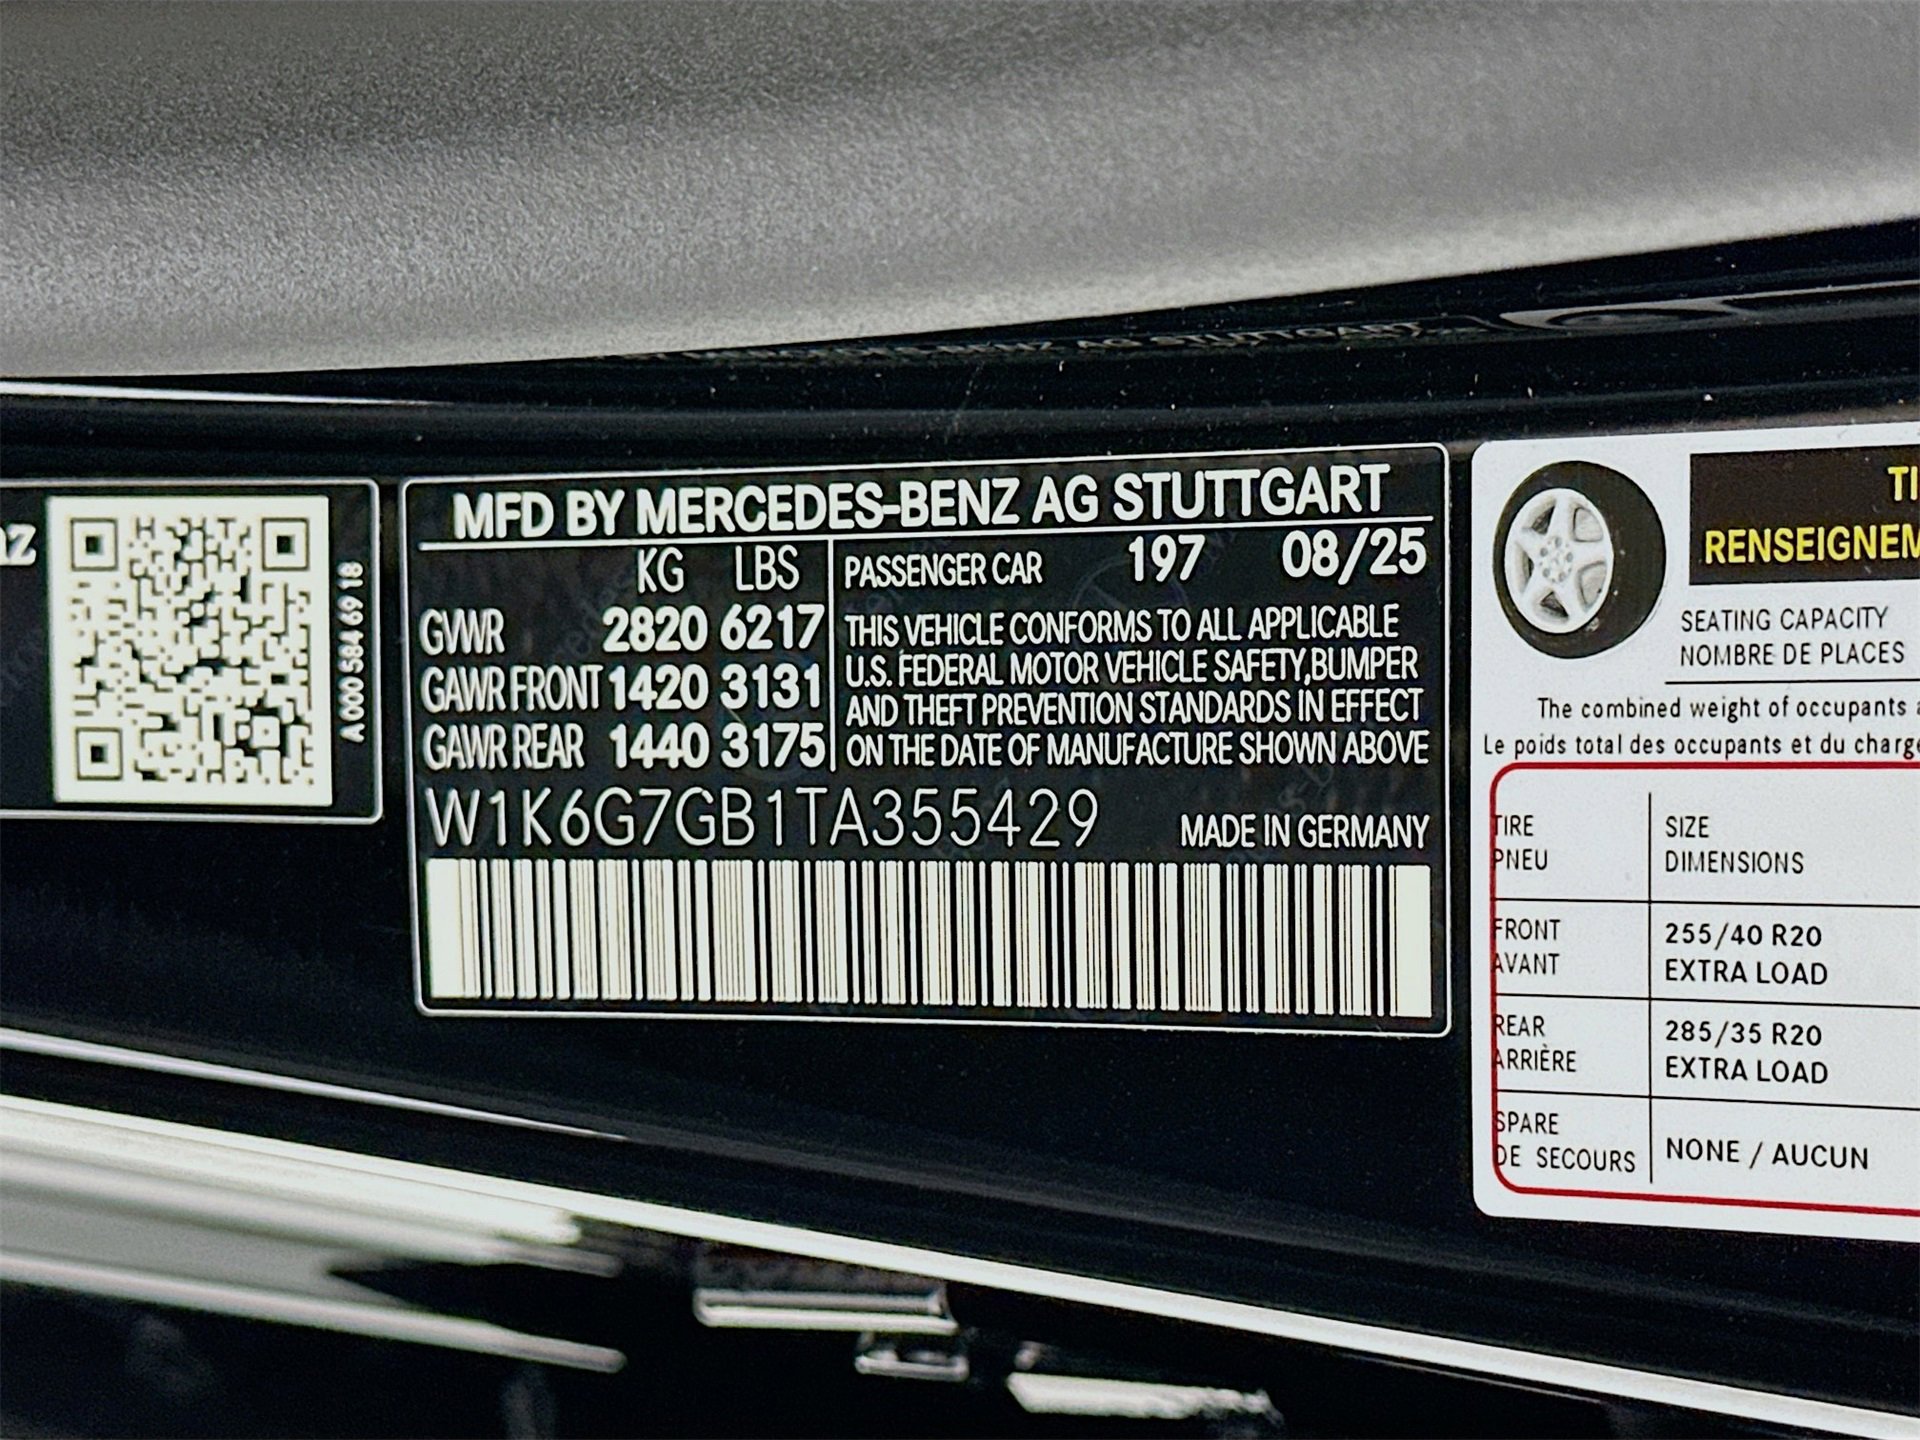 nz
A 000 584 69 18
MFD BY MERCEDES-BENZ AG STUTTGART
KG LBS
GVWR 2820 6217
GAWR FRONT 1420 3131
GAWR REAR 1440 3175
PASSENGER CAR 197 08/25
THIS VEHICLE CONFORMS TO ALL APPLICABLE
U.S. FEDERAL MOTOR VEHICLE SAFETY,BUMPER
AND THEFT PREVENTION STANDARDS IN EFFECT
ON THE DATE OF MANUFACTURE SHOWN ABOVE
W1K6G7GB1TA355429 MADE IN GERMANY
TI
RENSEIGNEM
SEATING CAPACITY
NOMBRE DE PLACES
The combined weight of occupants a
Le poids total des occupants et du charge
TIRE SIZE
PNEU DIMENSIONS
FRONT 255/40 R20
AVANT EXTRA LOAD
REAR 285/35 R20
ARRIÈRE EXTRA LOAD
SPARE
DE SECOURS NONE / AUCUN